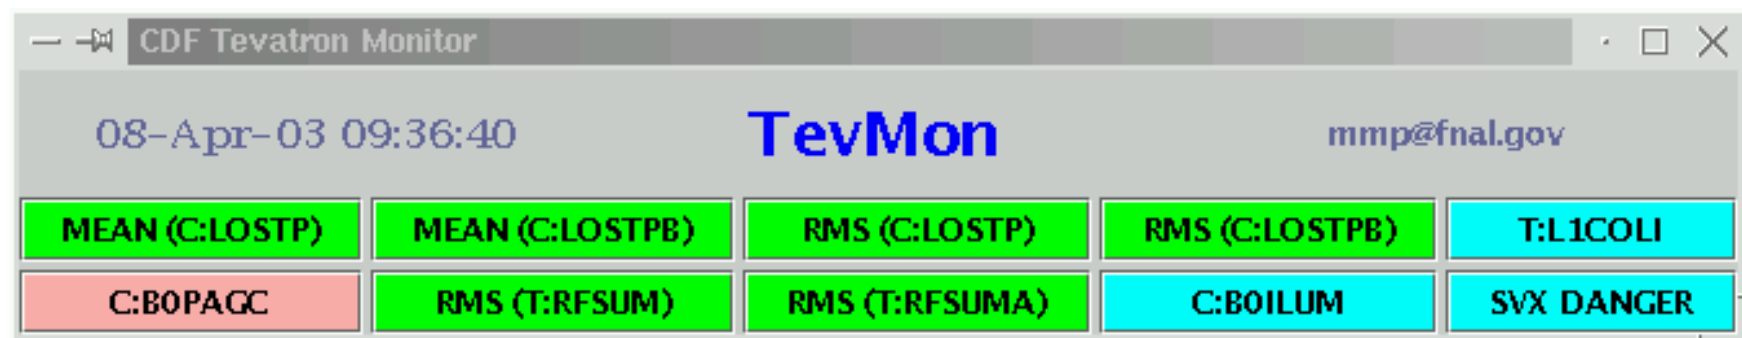 CDF Tevatron Monitor
08-Apr-03 09:36:40 TevMon mmp@fnal.gov
MEAN (C:LOSTP) MEAN (C:LOSTPB) RMS (C:LOSTP) RMS (C:LOSTPB) T:L1COLI
C:B0PAGC RMS (T:RFSUM) RMS (T:RFSUMA) C:B0ILUM SVX DANGER